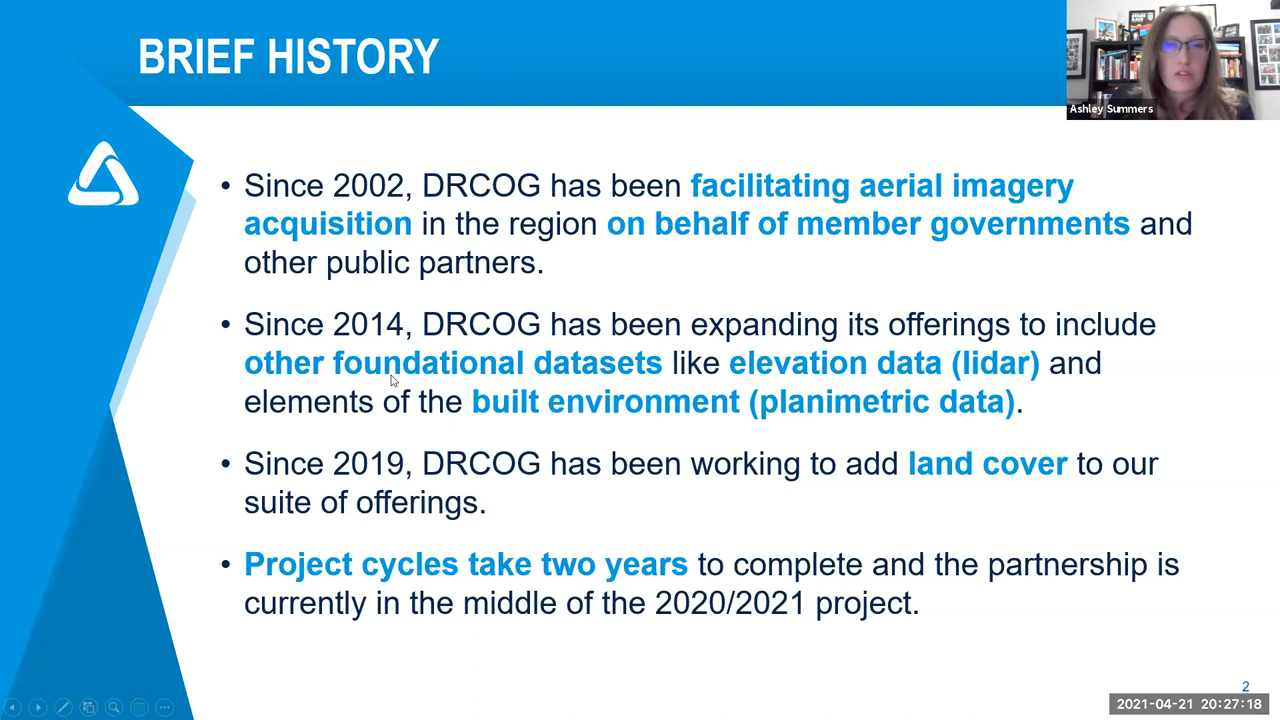 BRIEF HISTORY
Ashley Summers
• Since 2002, DRCOG has been facilitating aerial imagery
acquisition in the region on behalf of member governments and
other public partners.
• Since 2014, DRCOG has been expanding its offerings to include
other foundational datasets like elevation data (lidar) and
elements of the built environment (planimetric data).
• Since 2019, DRCOG has been working to add land cover to our
suite of offerings.
• Project cycles take two years to complete and the partnership is
currently in the middle of the 2020/2021 project.
2
2021-04-21 20:27:18